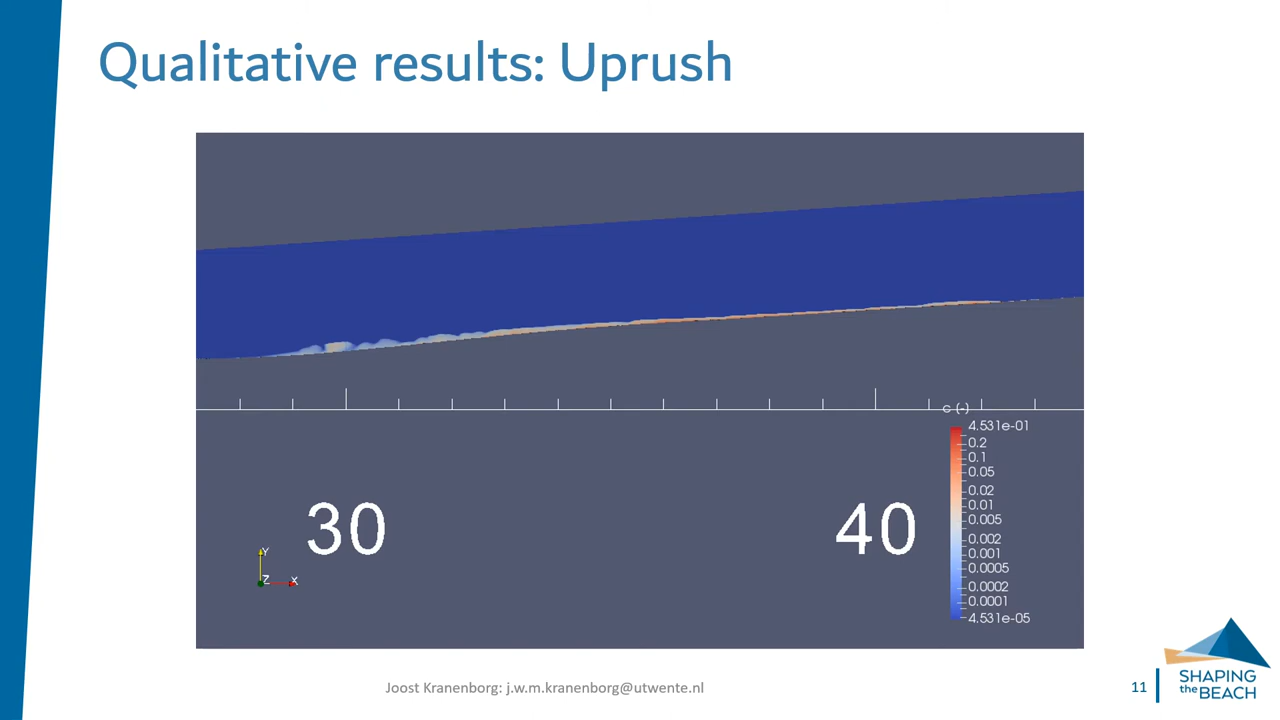 Qualitative results: Uprush
c (-)
4.531e-01
0.2
0.1
0.05
0.02
0.01
0.005
0.002
0.001
0.0005
0.0002
0.0001
4.531e-05
30
40
Y
Z
X
Joost Kranenborg: j.w.m.kranenborg@utwente.nl
11
SHAPING
the BEACH